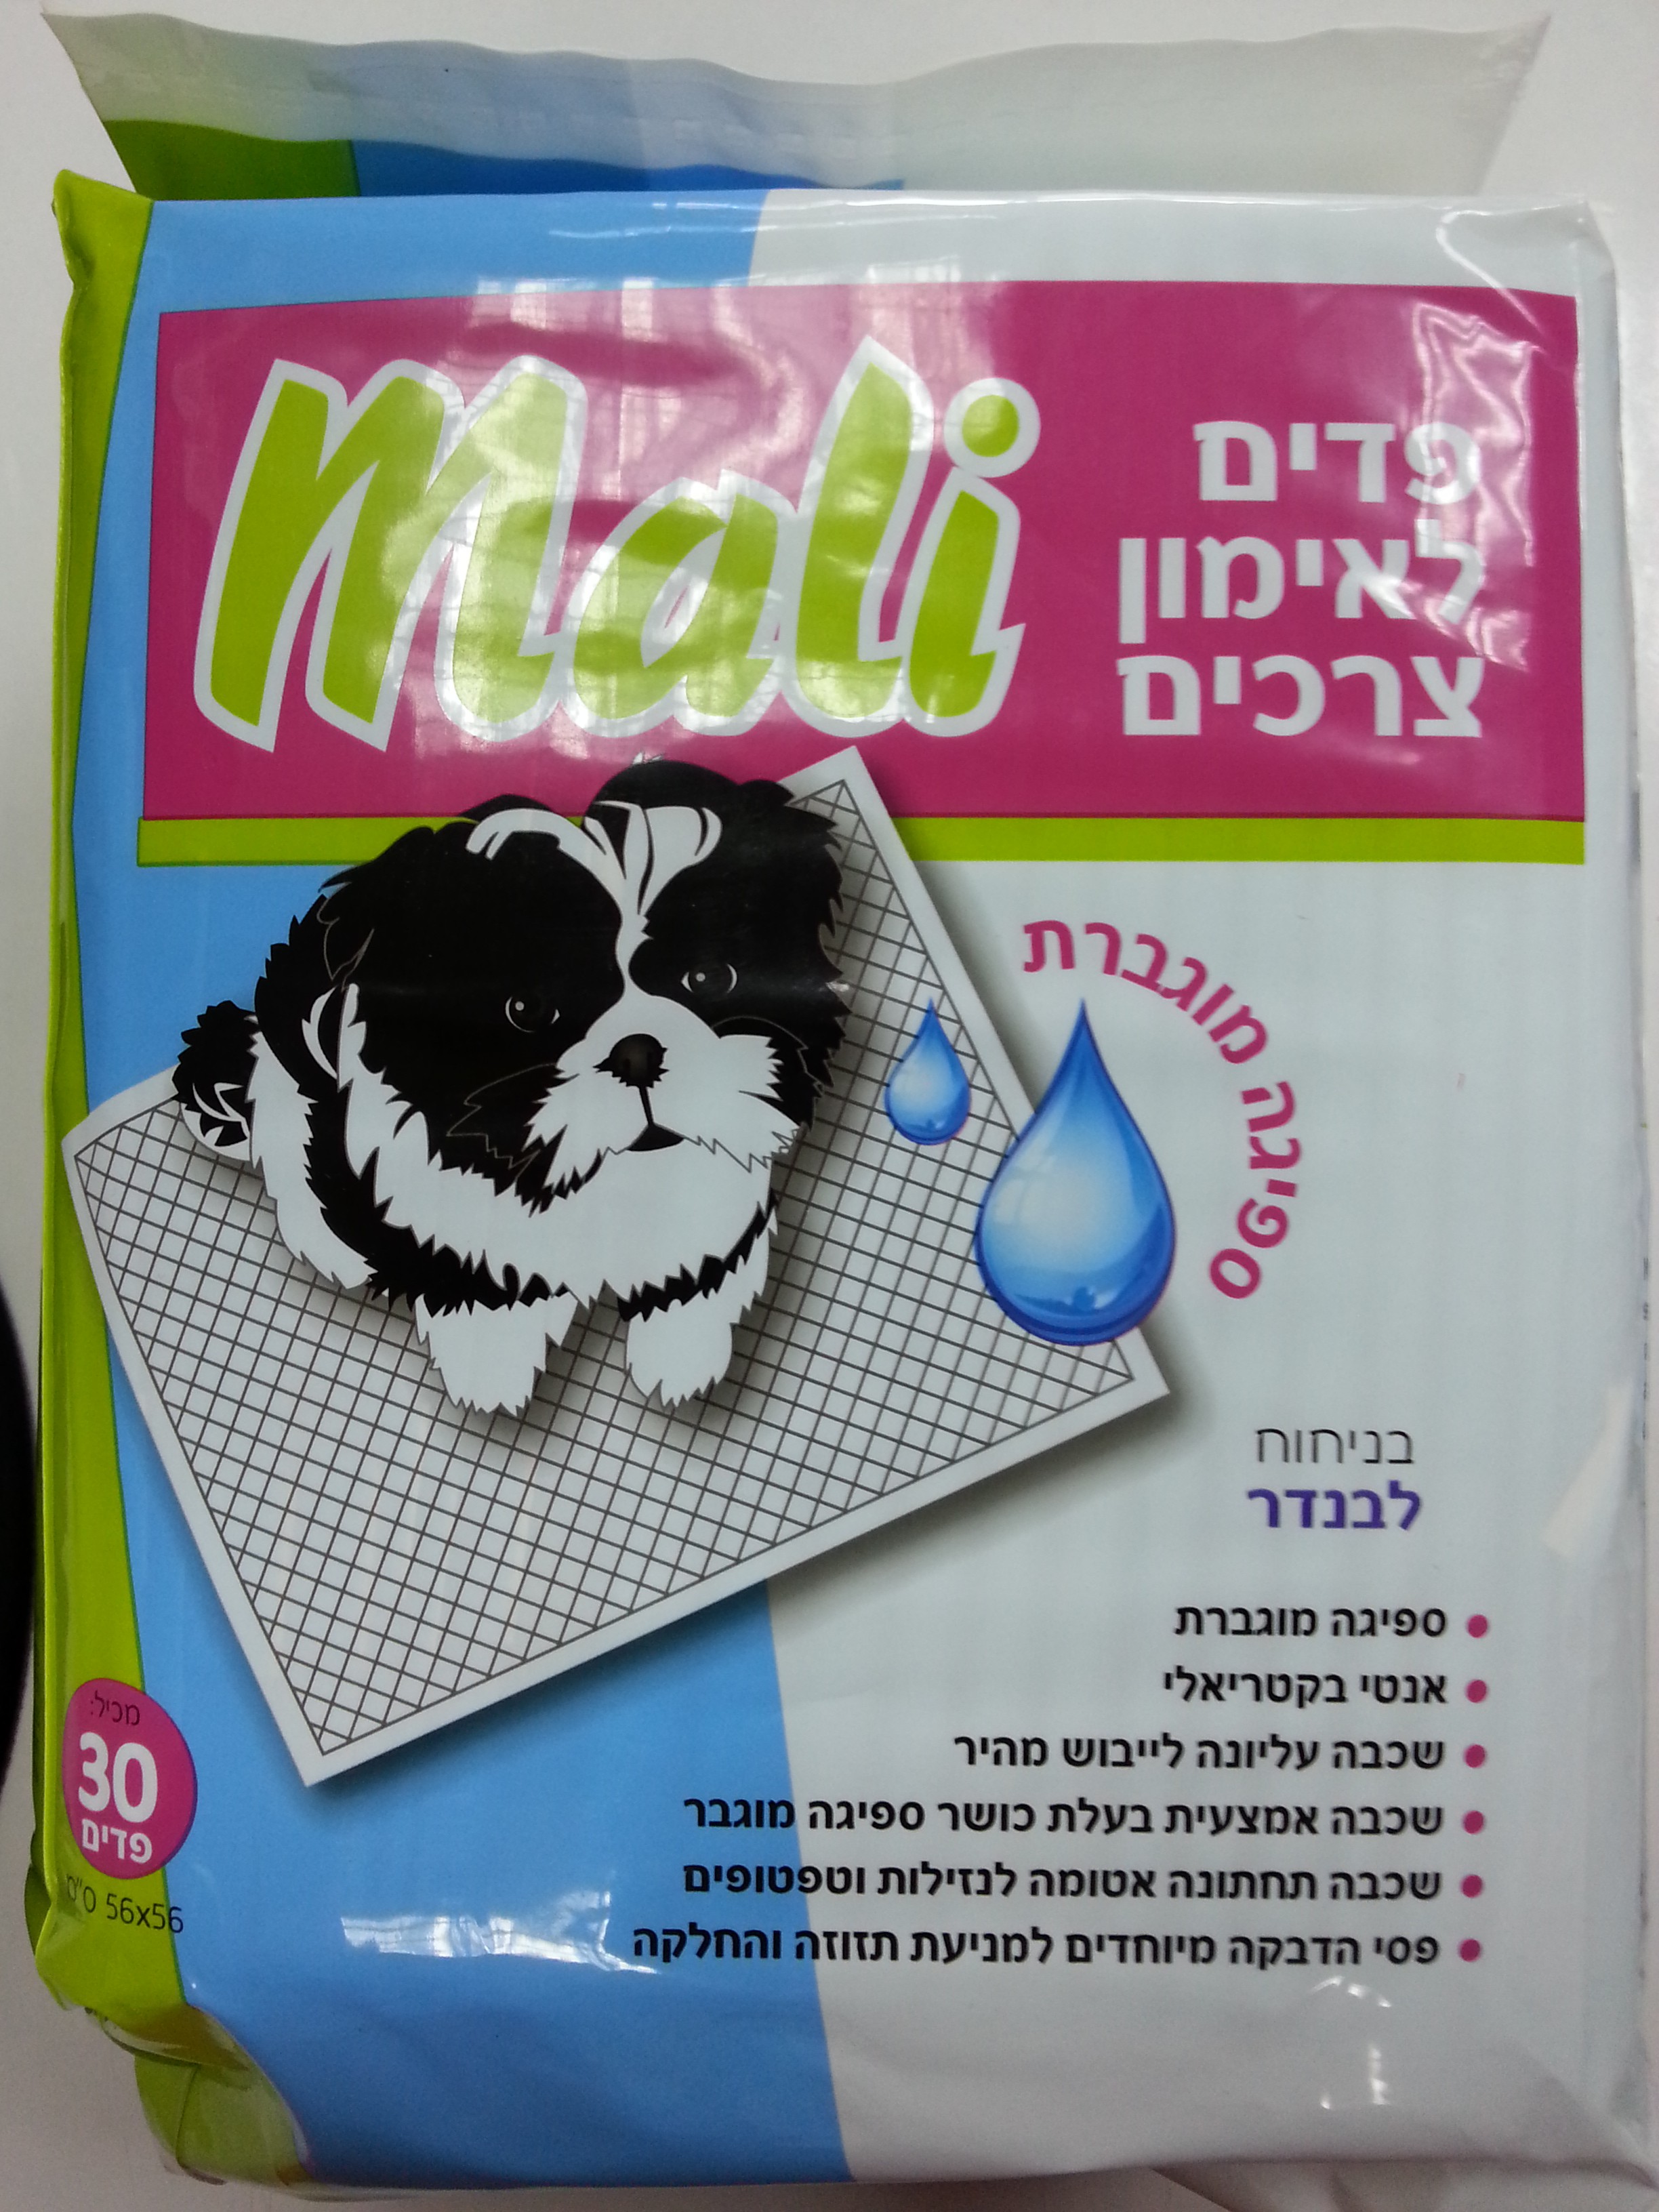 Mali
פדים
לאימון
צרכים
ספיגה מוגברת
בניחוח
לבנדר
• ספיגה מוגברת
• אנטי בקטריאלי
• שכבה עליונה לייבוש מהיר
• שכבה אמצעית בעלת כושר ספיגה מוגבר
• שכבה תחתונה אטומה לנזילות וטפטופים
• פסי הדבקה מיוחדים למניעת תזוזה והחלקה
מכיל:
30
פדים
56x56 ס"מ